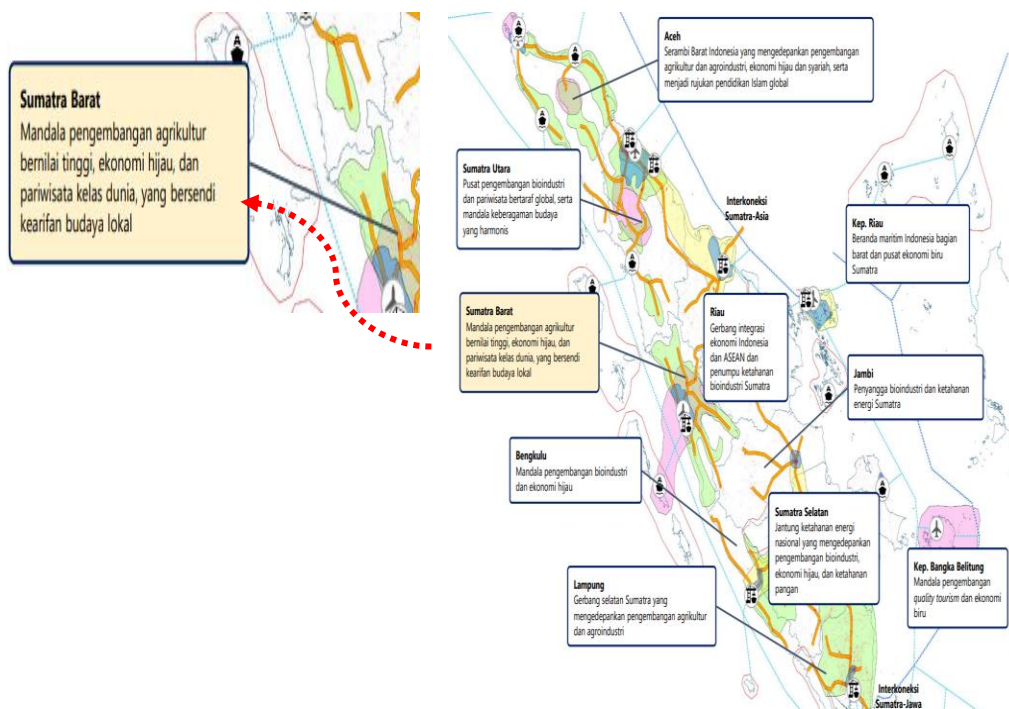 Sumatra Barat
Mandala pengembangan agrikultur
bernilai tinggi, ekonomi hijau, dan
pariwisata kelas dunia, yang bersendi
kearifan budaya lokal
Aceh
Serambi Barat Indonesia yang mengedepankan pengembangan
agrikultur dan agroindustri, ekonomi hijau dan syariah, serta
menjadi rujukan pendidikan Islam global
Sumatra Utara
Pusat pengembangan bioindustri
dan pariwisata bertaraf global, serta
mandala keberagaman budaya
yang harmonis
Interkoneksi
Sumatra-Asia
Kep. Riau
Beranda maritim Indonesia bagian
barat dan pusat ekonomi biru
Sumatra
Sumatra Barat
Mandala pengembangan agrikultur
bernilai tinggi, ekonomi hijau, dan
pariwisata kelas dunia, yang bersendi
kearifan budaya lokal
Riau
Gerbang integrasi
ekonomi Indonesia
dan ASEAN dan
penumpu ketahanan
bioindustri Sumatra
Jambi
Penyangga bioindustri dan ketahanan
energi Sumatra
Bengkulu
Mandala pengembangan bioindustri
dan ekonomi hijau
Sumatra Selatan
Jantung ketahanan energi
nasional yang mengedepankan
pengembangan bioindustri,
ekonomi hijau, dan ketahanan
pangan
Kep. Bangka Belitung
Mandala pengembangan
quality tourism dan ekonomi
biru
Lampung
Gerbang selatan Sumatra yang
mengedepankan pengembangan agrikultur
dan agroindustri
Interkoneksi
Sumatra-Jawa